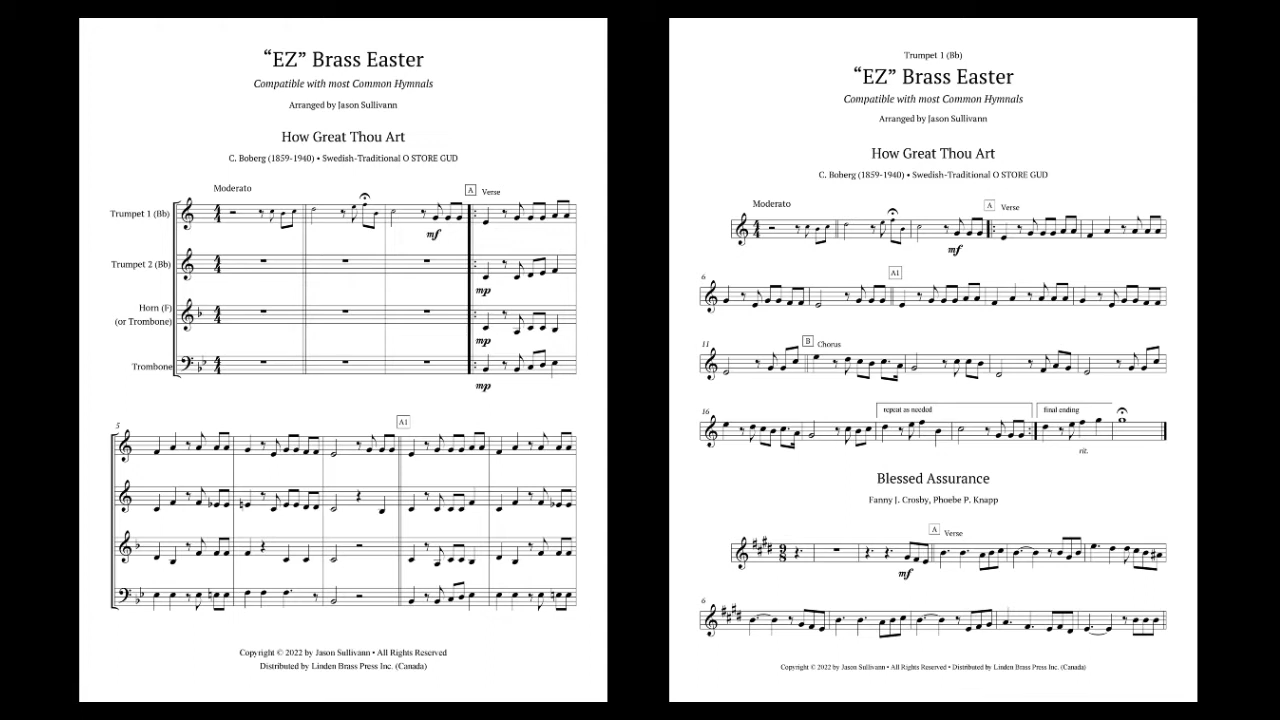 “EZ” Brass Easter
Compatible with most Common Hymnals
Arranged by Jason Sullivann
How Great Thou Art
C. Boberg (1859-1940) • Swedish-Traditional O STORE GUD
Moderato
A Verse
Trumpet 1 (Bb)
mf
Trumpet 2 (Bb)
mp
Horn (F)
(or Trombone)
mp
Trombone
mp
5
A1
Copyright © 2022 by Jason Sullivann • All Rights Reserved
Distributed by Linden Brass Press Inc. (Canada)
Trumpet 1 (Bb)
“EZ” Brass Easter
Compatible with most Common Hymnals
Arranged by Jason Sullivann
How Great Thou Art
C. Boberg (1859-1940) • Swedish-Traditional O STORE GUD
Moderato
A Verse
mf
6
A1
11
B Chorus
16
repeat as needed
final ending
rit.
Blessed Assurance
Fanny J. Crosby, Phoebe P. Knapp
A Verse
mf
6
Copyright © 2022 by Jason Sullivann • All Rights Reserved • Distributed by Linden Brass Press Inc. (Canada)